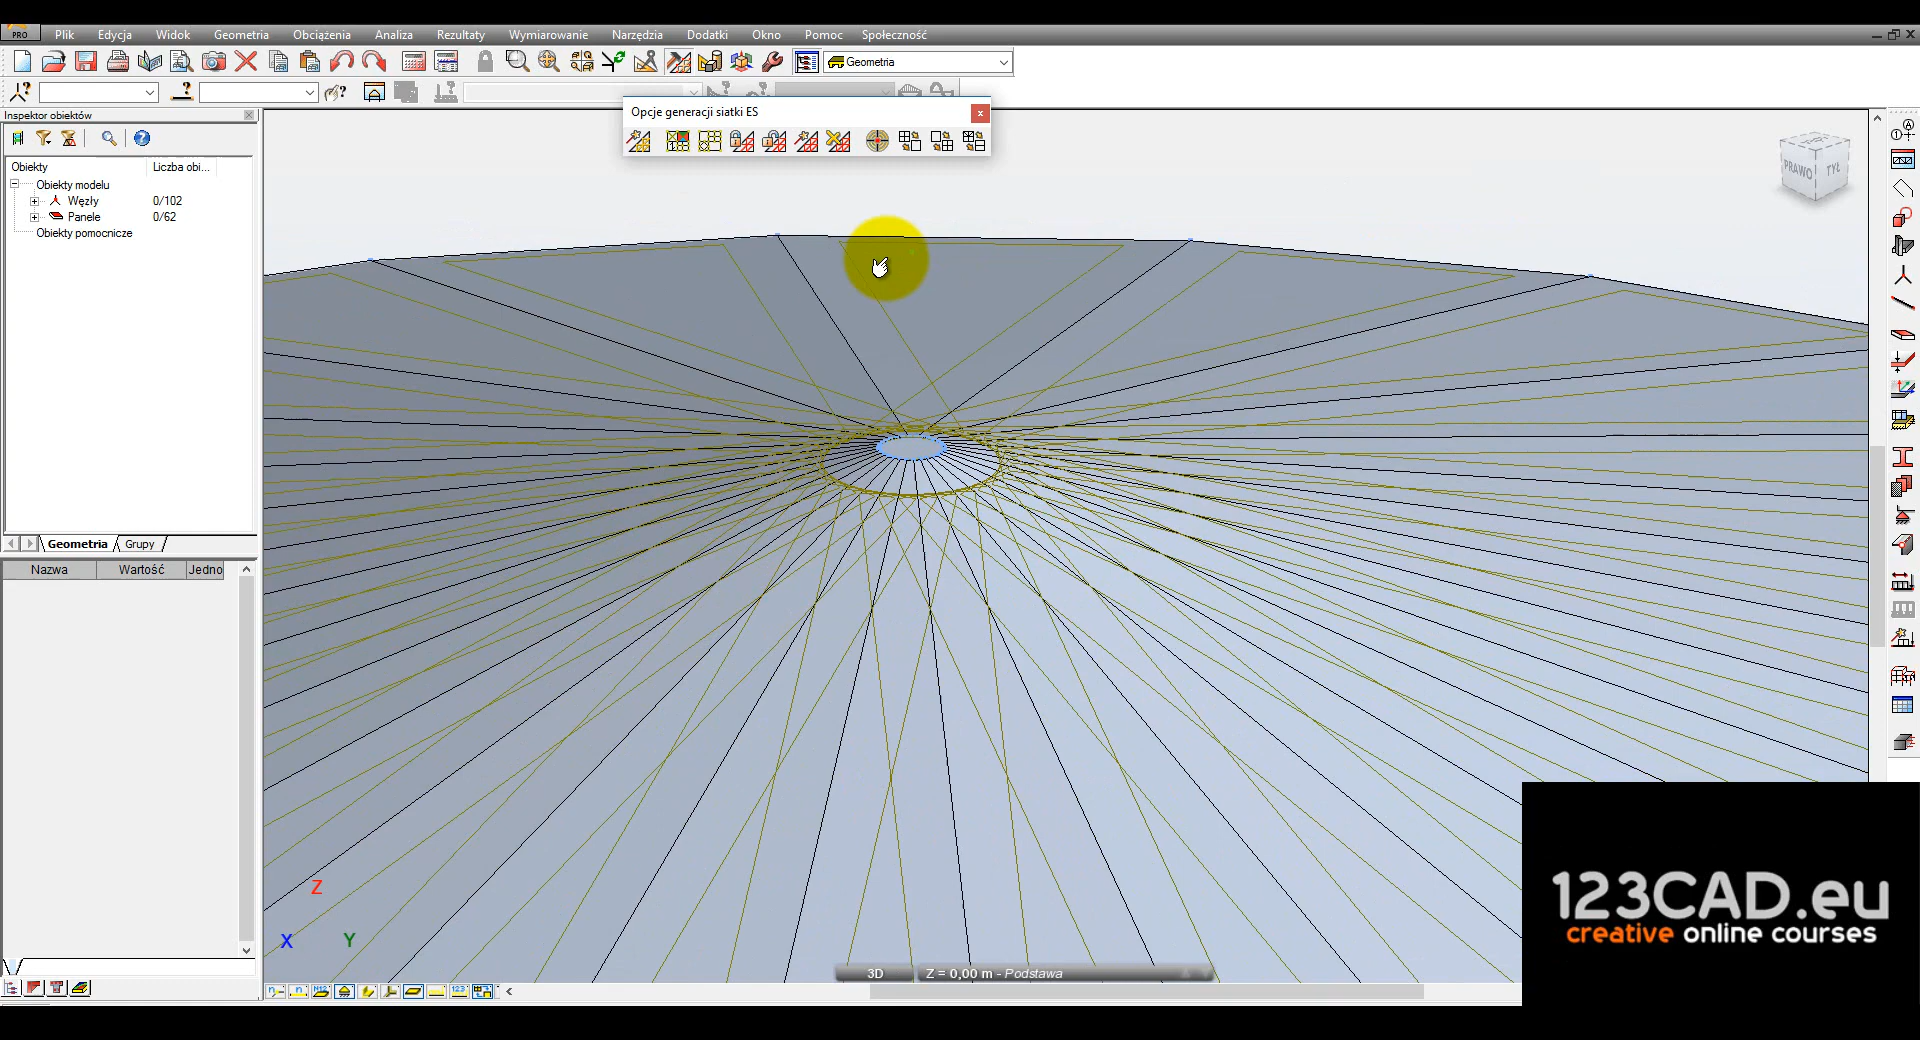 PRO
Plik Edycja Widok Geometria Obciążenia Analiza Rezultaty Wymiarowanie Narzędzia Dodatki Okno Pomoc Społeczność
Geometria
Inspektor obiektów
Opcje generacji siatki ES
Obiekty Liczba obi...
Obiekty modelu
Węzły 0/102
Panele 0/62
Obiekty pomocnicze
PRAWO TYŁ
Geometria Grupy
Nazwa Wartość Jedno
Z
X Y
3D Z = 0,00 m - Podstawa
123CAD.eu
creative online courses